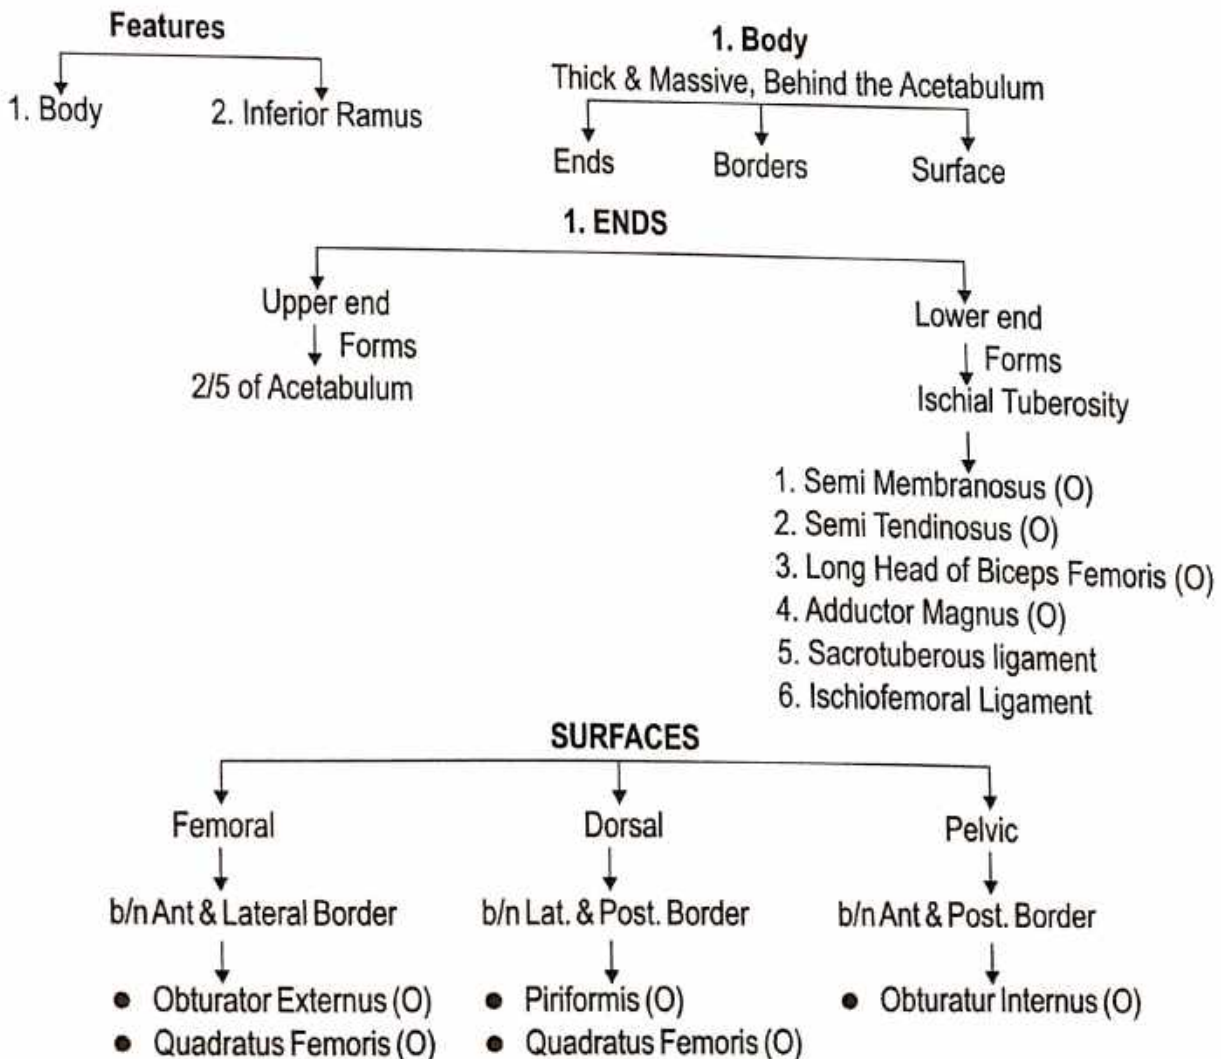 Features
1. Body
2. Inferior Ramus
1. Body
Thick & Massive, Behind the Acetabulum
Ends
Borders
Surface
1. ENDS
Upper end
Forms
2/5 of Acetabulum
Lower end
Forms
Ischial Tuberosity
1. Semi Membranosus (O)
2. Semi Tendinosus (O)
3. Long Head of Biceps Femoris (O)
4. Adductor Magnus (O)
5. Sacrotuberous ligament
6. Ischiofemoral Ligament
SURFACES
Femoral
Dorsal
Pelvic
b/n Ant & Lateral Border
b/n Lat. & Post. Border
b/n Ant & Post. Border
● Obturator Externus (O)
● Quadratus Femoris (O)
● Piriformis (O)
● Quadratus Femoris (O)
● Obturatur Internus (O)